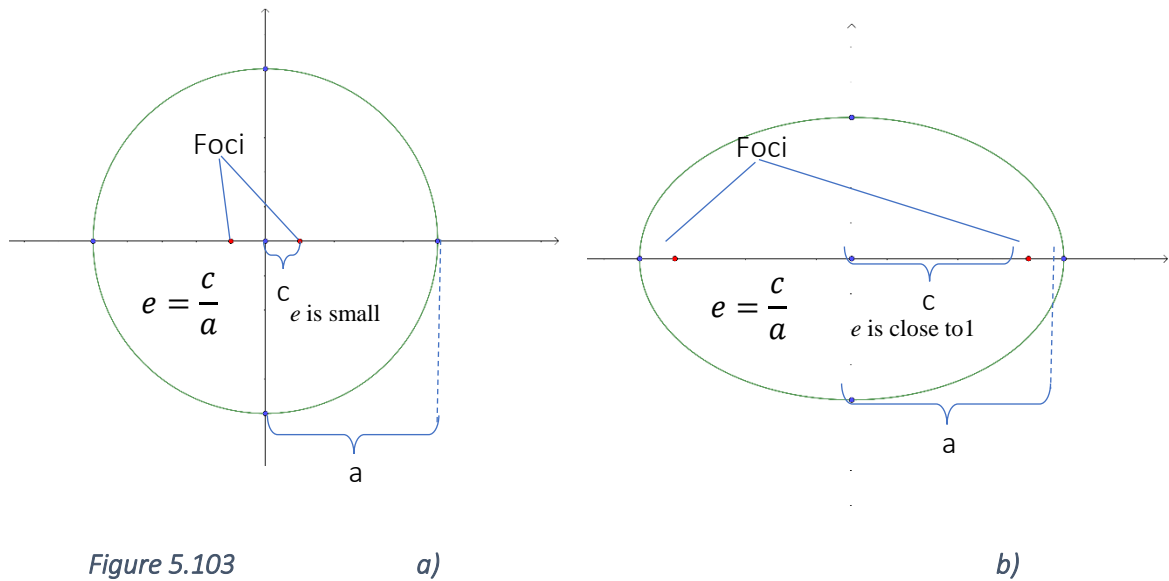 Foci
e = c/a
c
e is small
a
Foci
e = c/a
c
e is close to1
a
Figure 5.103 a) b)